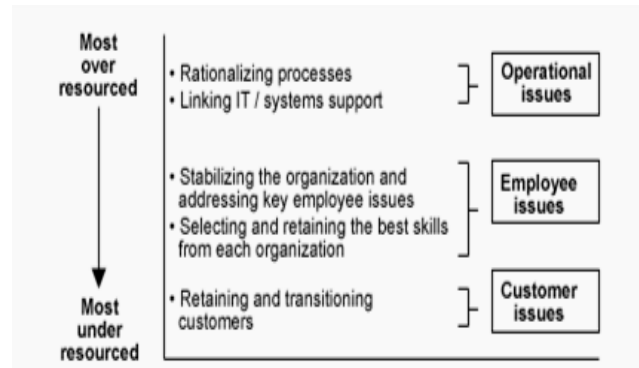 Most
over
resourced
• Rationalizing processes
• Linking IT / systems support
Operational
issues
• Stabilizing the organization and
addressing key employee issues
• Selecting and retaining the best skills
from each organization
Employee
issues
• Retaining and transitioning
customers
Customer
issues
Most
under
resourced